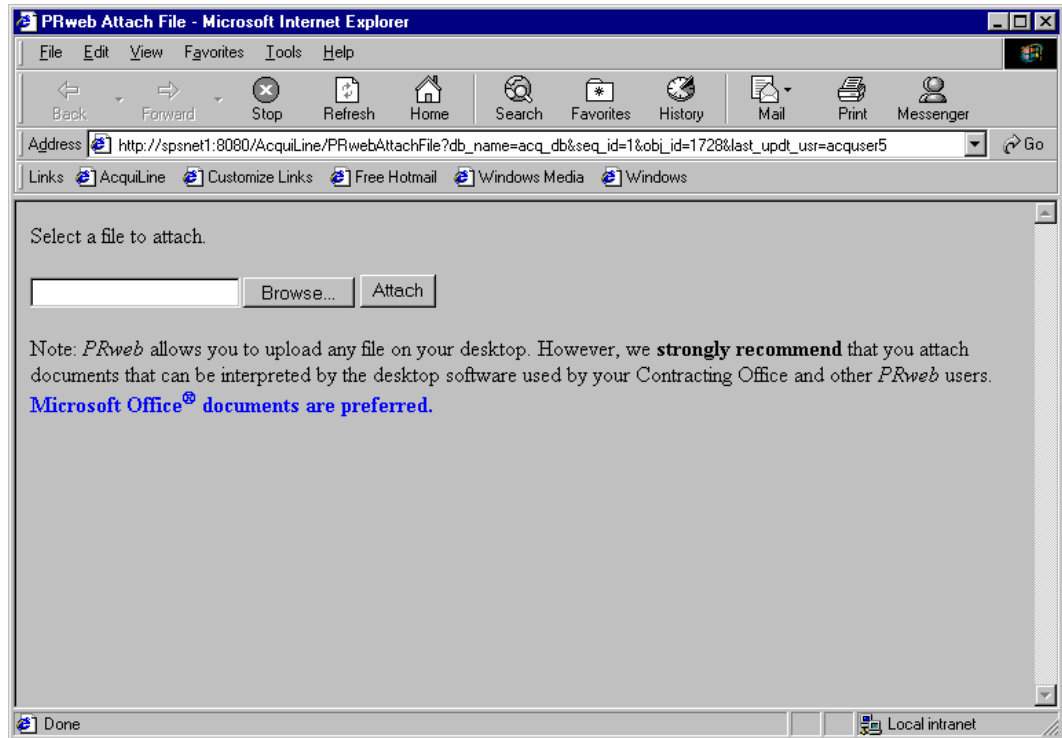 PRweb Attach File - Microsoft Internet Explorer
File Edit View Favorites Tools Help
Back Forward Stop Refresh Home Search Favorites History Mail Print Messenger
Address http://spsnet1:8080/AcquiLine/PRwebAttachFile?db_name=acq_db&seq_id=1&obj_id=1728&last_updt_usr=acquser5 Go
Links AcquiLine Customize Links Free Hotmail Windows Media Windows
Select a file to attach.
Browse... Attach
Note: PRweb allows you to upload any file on your desktop. However, we strongly recommend that you attach
documents that can be interpreted by the desktop software used by your Contracting Office and other PRweb users.
Microsoft Office® documents are preferred.
Done Local intranet